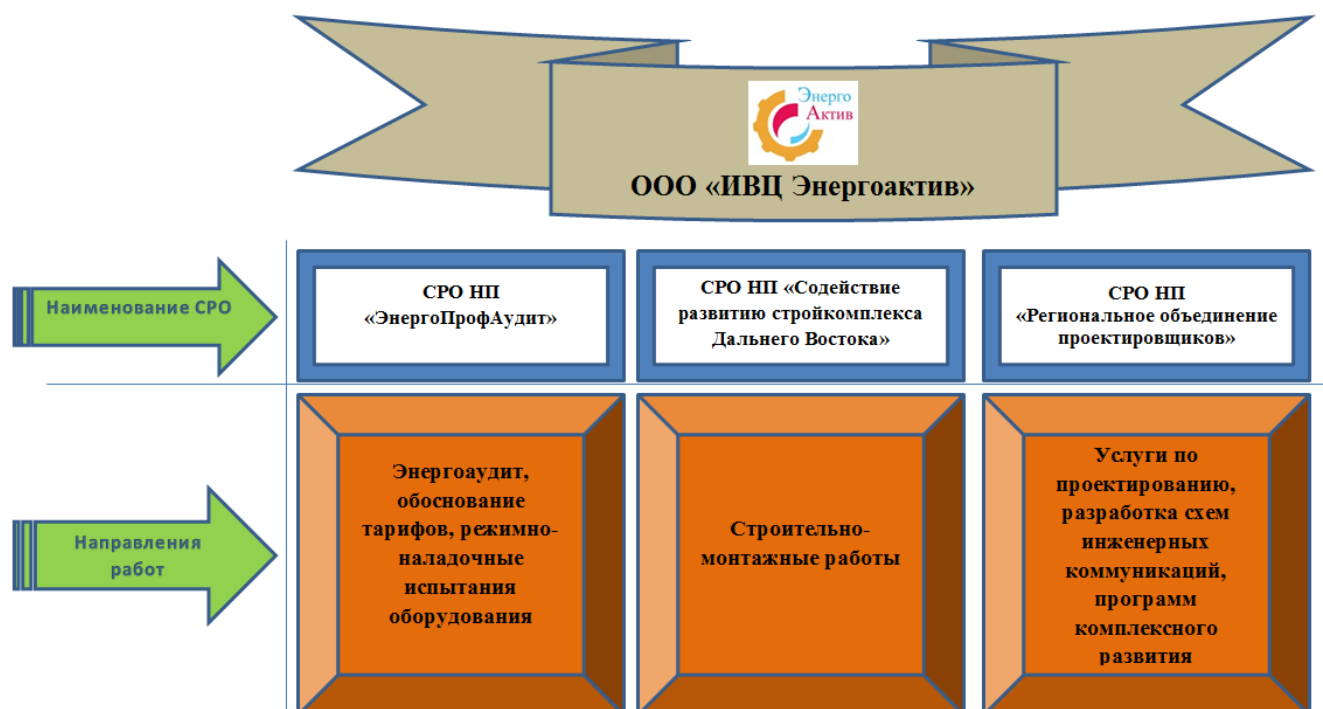 Энерго
Актив
ООО «ИВЦ Энергоактив»
Наименование СРО
СРО НП
«ЭнергоПрофАудит»
СРО НП «Содействие
развитию стройкомплекса
Дальнего Востока»
СРО НП
«Региональное объединение
проектировщиков»
Направления
работ
Энергоаудит,
обоснование
тарифов, режимно-
наладочные
испытания
оборудования
Строительно-
монтажные работы
Услуги по
проектированию,
разработка схем
инженерных
коммуникаций,
программ
комплексного
развития